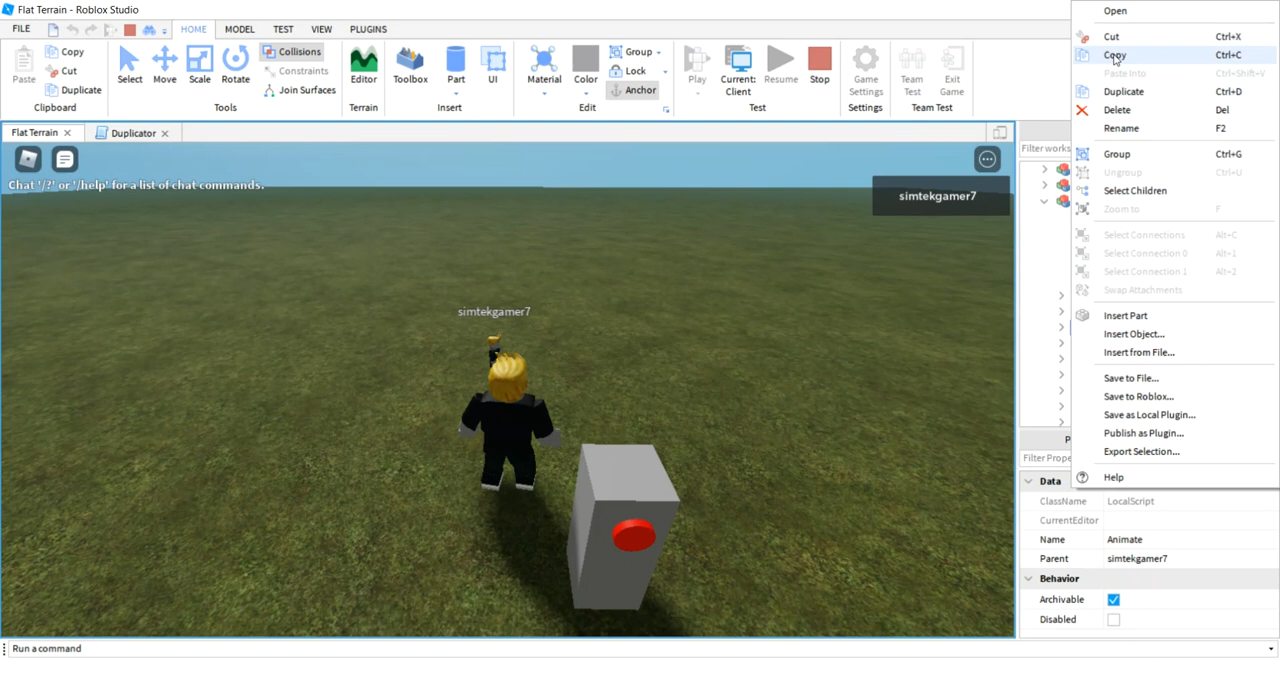 Flat Terrain - Roblox Studio
FILE
HOME
MODEL
TEST
VIEW
PLUGINS
Paste
Copy
Cut
Duplicate
Clipboard
Select
Move
Scale
Rotate
Collisions
Constraints
Join Surfaces
Tools
Editor
Terrain
Toolbox
Part
UI
Insert
Material
Color
Group
Lock
Anchor
Edit
Play
Current:
Client
Resume
Stop
Test
Game
Settings
Settings
Team
Test
Exit
Game
Team Test
Flat Terrain
Duplicator
Chat '/?' or '/help' for a list of chat commands.
simtekgamer7
simtekgamer7
Open
Cut Ctrl+X
Copy Ctrl+C
Paste Into Ctrl+Shift+V
Duplicate Ctrl+D
Delete Del
Rename F2
Group Ctrl+G
Ungroup Ctrl+U
Select Children
Zoom to F
Select Connections Alt+C
Select Connection 0 Alt+1
Select Connection 1 Alt+2
Swap Attachments
Insert Part
Insert Object...
Insert from File...
Save to File...
Save to Roblox...
Save as Local Plugin...
Publish as Plugin...
Export Selection...
Help
Filter works
Filter Prope
Data
ClassName LocalScript
CurrentEditor
Name Animate
Parent simtekgamer7
Behavior
Archivable
Disabled
Run a command